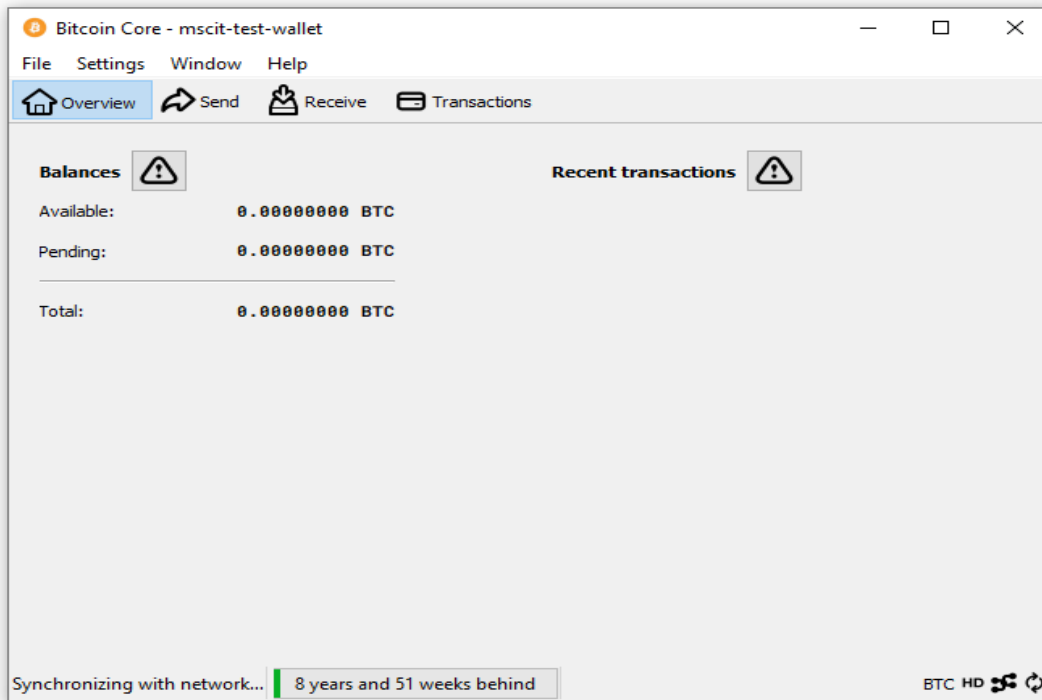 Bitcoin Core - mscit-test-wallet
File Settings Window Help
Overview Send Receive Transactions
Balances Recent transactions
Available: 0.00000000 BTC
Pending: 0.00000000 BTC
Total: 0.00000000 BTC
Synchronizing with network... 8 years and 51 weeks behind BTC HD